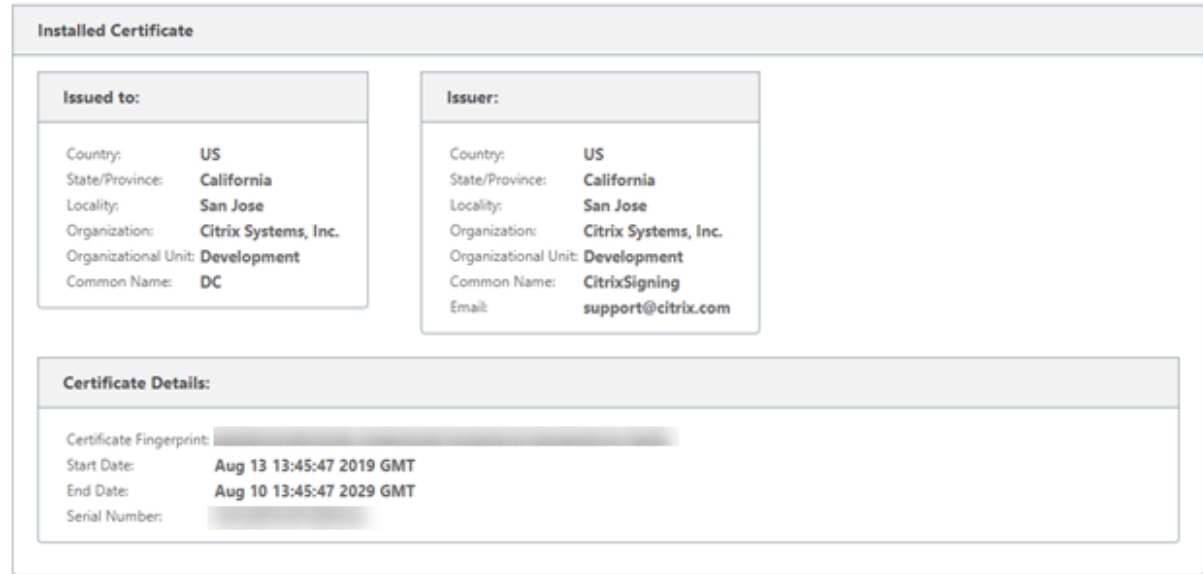 Installed Certificate
Issued to:
Country: US
State/Province: California
Locality: San Jose
Organization: Citrix Systems, Inc.
Organizational Unit: Development
Common Name: DC
Issuer:
Country: US
State/Province: California
Locality: San Jose
Organization: Citrix Systems, Inc.
Organizational Unit: Development
Common Name: CitrixSigning
Email: support@citrix.com
Certificate Details:
Certificate Fingerprint:
Start Date: Aug 13 13:45:47 2019 GMT
End Date: Aug 10 13:45:47 2029 GMT
Serial Number: